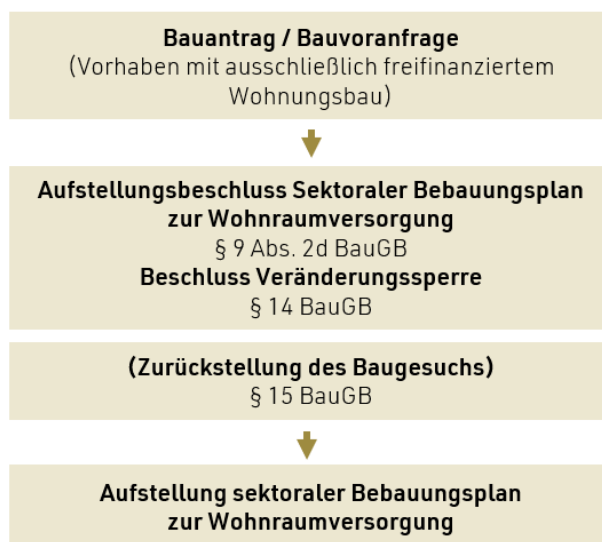 Bauantrag / Bauvoranfrage
(Vorhaben mit ausschließlich freifinanziertem
Wohnungsbau)
Aufstellungsbeschluss Sektoraler Bebauungsplan
zur Wohnraumversorgung
§ 9 Abs. 2d BauGB
Beschluss Veränderungssperre
§ 14 BauGB
(Zurückstellung des Baugesuchs)
§ 15 BauGB
Aufstellung sektoraler Bebauungsplan
zur Wohnraumversorgung